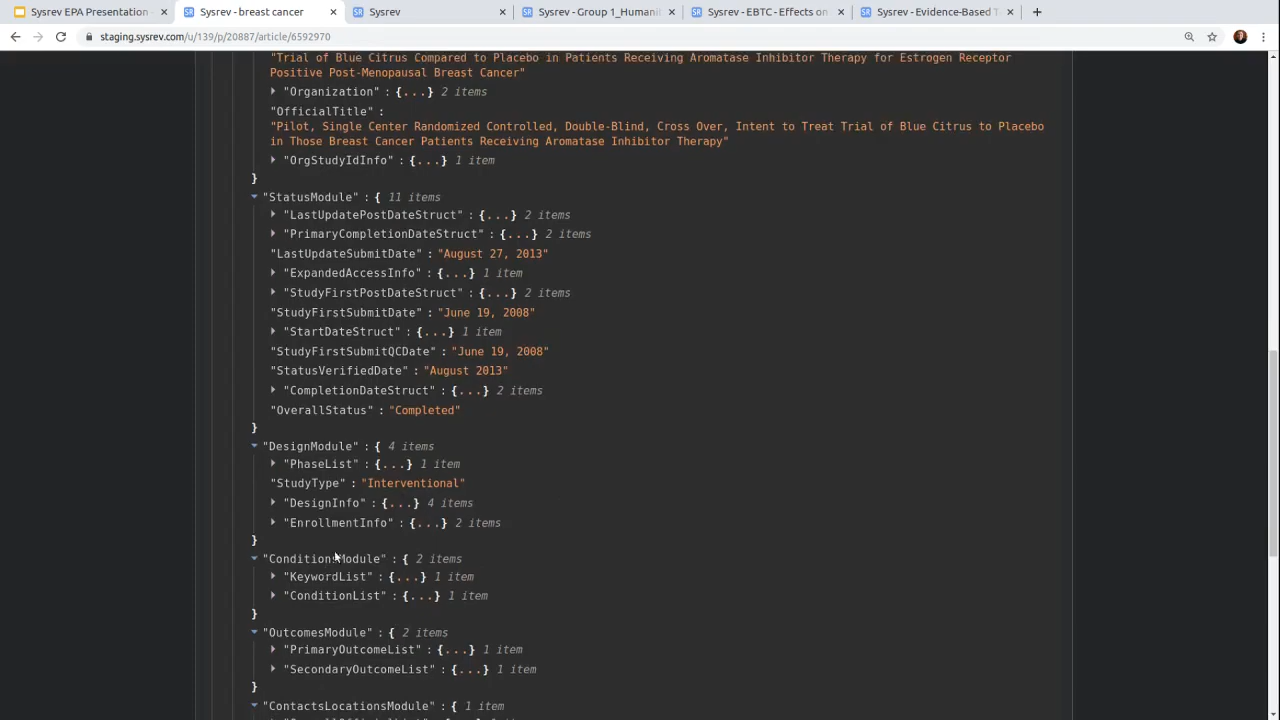 Sysrev EPA Presentation -
Sysrev - breast cancer
Sysrev
Sysrev - Group 1_Humani
Sysrev - EBTC - Effects on
Sysrev - Evidence-Based T
staging.sysrev.com/u/139/p/20887/article/6592970
"Trial of Blue Citrus Compared to Placebo in Patients Receiving Aromatase Inhibitor Therapy for Estrogen Receptor
Positive Post-Menopausal Breast Cancer"
"Organization" : {...} 2 items
"OfficialTitle" :
"Pilot, Single Center Randomized Controlled, Double-Blind, Cross Over, Intent to Treat Trial of Blue Citrus to Placebo
in Those Breast Cancer Patients Receiving Aromatase Inhibitor Therapy"
"OrgStudyIdInfo" : {...} 1 item
}
"StatusModule" : { 11 items
"LastUpdatePostDateStruct" : {...} 2 items
"PrimaryCompletionDateStruct" : {...} 2 items
"LastUpdateSubmitDate" : "August 27, 2013"
"ExpandedAccessInfo" : {...} 1 item
"StudyFirstPostDateStruct" : {...} 2 items
"StudyFirstSubmitDate" : "June 19, 2008"
"StartDateStruct" : {...} 1 item
"StudyFirstSubmitQCDate" : "June 19, 2008"
"StatusVerifiedDate" : "August 2013"
"CompletionDateStruct" : {...} 2 items
"OverallStatus" : "Completed"
}
"DesignModule" : { 4 items
"PhaseList" : {...} 1 item
"StudyType" : "Interventional"
"DesignInfo" : {...} 4 items
"EnrollmentInfo" : {...} 2 items
}
"ConditionsModule" : { 2 items
"KeywordList" : {...} 1 item
"ConditionList" : {...} 1 item
}
"OutcomesModule" : { 2 items
"PrimaryOutcomeList" : {...} 1 item
"SecondaryOutcomeList" : {...} 1 item
}
"ContactsLocationsModule" : { 1 item